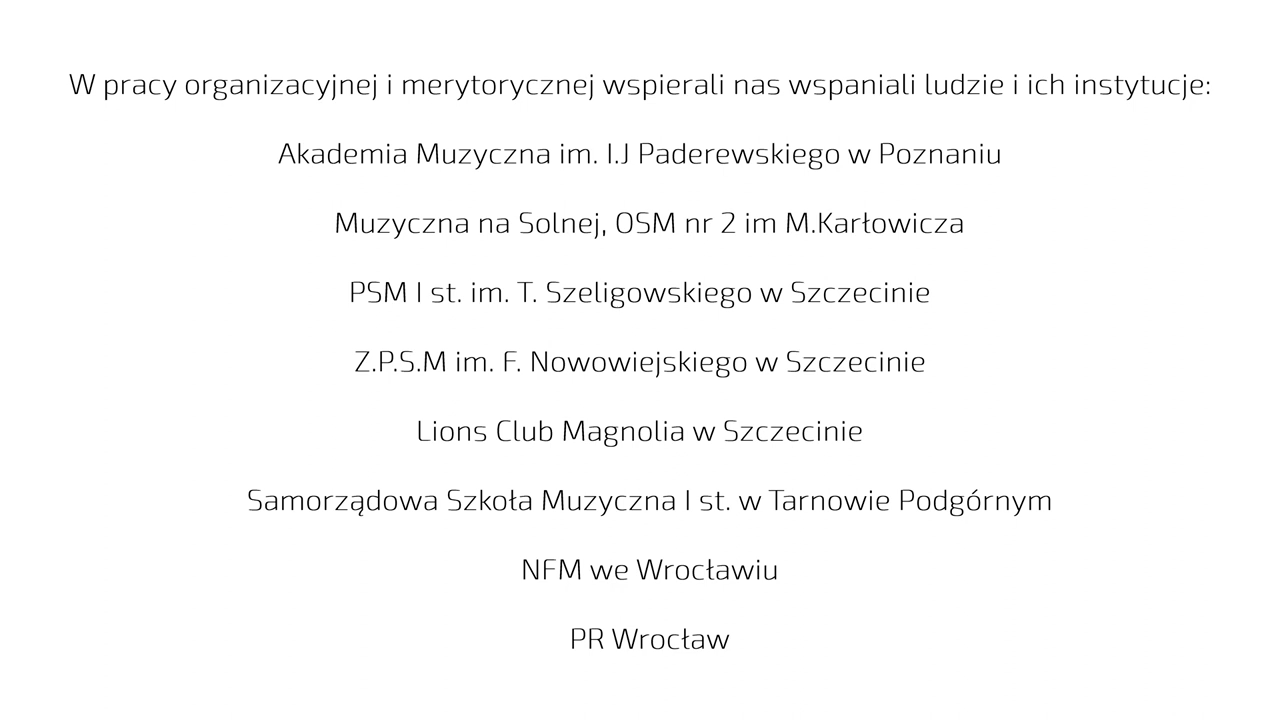 W pracy organizacyjnej i merytorycznej wspierali nas wspaniali ludzie i ich instytucje:
Akademia Muzyczna im. I.J Paderewskiego w Poznaniu
Muzyczna na Solnej, OSM nr 2 im M.Karłowicza
PSM I st. im. T. Szeligowskiego w Szczecinie
Z.P.S.M im. F. Nowowiejskiego w Szczecinie
Lions Club Magnolia w Szczecinie
Samorządowa Szkoła Muzyczna I st. w Tarnowie Podgórnym
NFM we Wrocławiu
PR Wrocław